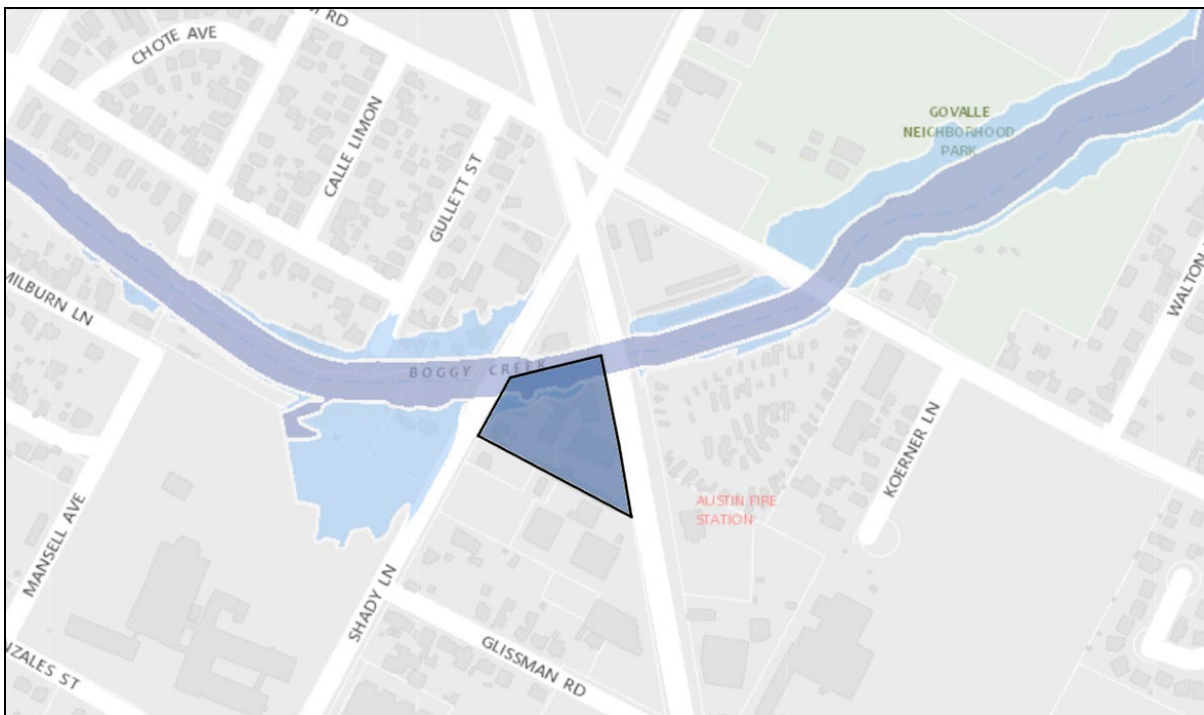 RD
CHOTE AVE
CALLE LIMON
GULLETT ST
GOVALLE
NEIGHBORHOOD
PARK
WALTON
MILBURN LN
BOGGY CREEK
KOERNER LN
AUSTIN FIRE
STATION
MANSELL AVE
SHADY LN
GLISSMAN RD
NZALES ST